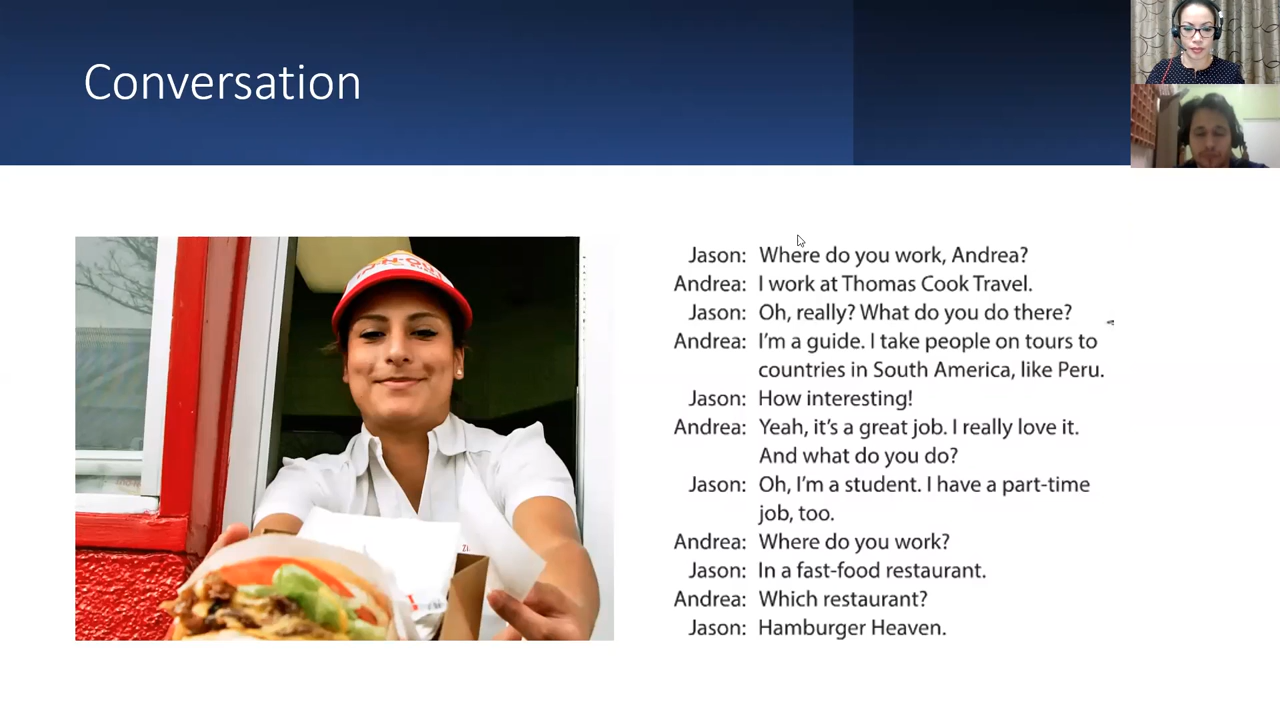 Conversation
IN-N-OUT
Jason: Where do you work, Andrea?
Andrea: I work at Thomas Cook Travel.
Jason: Oh, really? What do you do there?
Andrea: I'm a guide. I take people on tours to
countries in South America, like Peru.
Jason: How interesting!
Andrea: Yeah, it's a great job. I really love it.
And what do you do?
Jason: Oh, I'm a student. I have a part-time
job, too.
Andrea: Where do you work?
Jason: In a fast-food restaurant.
Andrea: Which restaurant?
Jason: Hamburger Heaven.